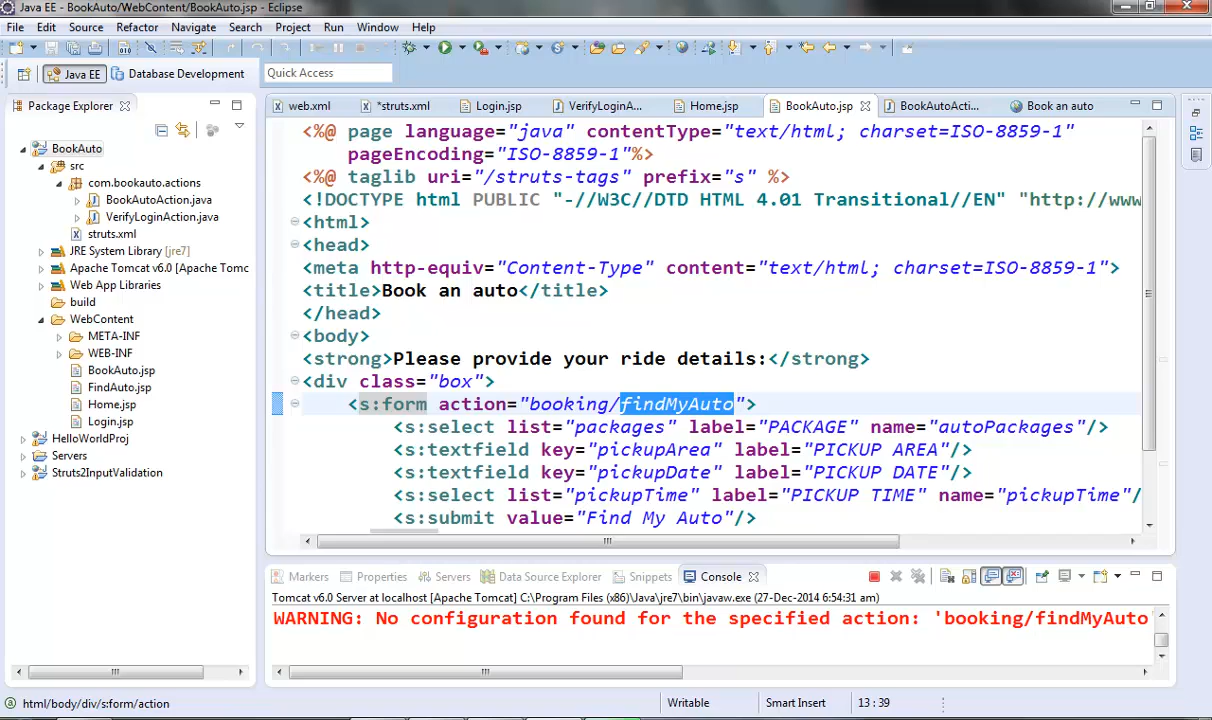 Java EE - BookAuto/WebContent/BookAuto.jsp - Eclipse
File Edit Source Refactor Navigate Search Project Run Window Help
Java EE Database Development Quick Access
Package Explorer
BookAuto
src
com.bookauto.actions
BookAutoAction.java
VerifyLoginAction.java
struts.xml
JRE System Library [jre7]
Apache Tomcat v6.0 [Apache Tomc
Web App Libraries
build
WebContent
META-INF
WEB-INF
BookAuto.jsp
FindAuto.jsp
Home.jsp
Login.jsp
HelloWorldProj
Servers
Struts2InputValidation
web.xml *struts.xml Login.jsp VerifyLoginA... Home.jsp BookAuto.jsp BookAutoActi... Book an auto
<%@ page language="java" contentType="text/html; charset=ISO-8859-1"
pageEncoding="ISO-8859-1"%>
<%@ taglib uri="/struts-tags" prefix="s" %>
<!DOCTYPE html PUBLIC "-//W3C//DTD HTML 4.01 Transitional//EN" "http://www
<html>
<head>
<meta http-equiv="Content-Type" content="text/html; charset=ISO-8859-1">
<title>Book an auto</title>
</head>
<body>
<strong>Please provide your ride details:</strong>
<div class="box">
<s:form action="booking/findMyAuto">
<s:select list="packages" label="PACKAGE" name="autoPackages"/>
<s:textfield key="pickupArea" label="PICKUP AREA"/>
<s:textfield key="pickupDate" label="PICKUP DATE"/>
<s:select list="pickupTime" label="PICKUP TIME" name="pickupTime"/
<s:submit value="Find My Auto"/>
Markers Properties Servers Data Source Explorer Snippets Console
Tomcat v6.0 Server at localhost [Apache Tomcat] C:\Program Files (x86)\Java\jre7\bin\javaw.exe (27-Dec-2014 6:54:31 am)
WARNING: No configuration found for the specified action: 'booking/findMyAuto
html/body/div/s:form/action Writable Smart Insert 13 : 39